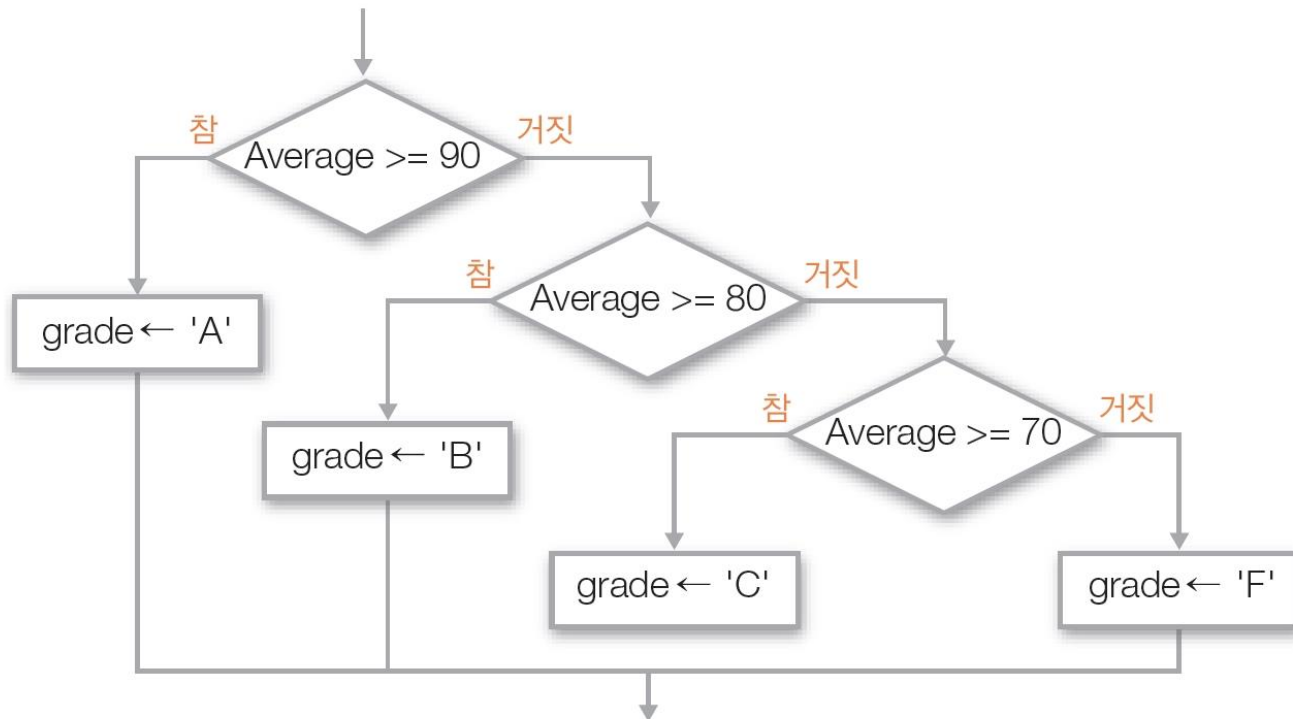 참
거짓
Average >= 90
참
거짓
Average >= 80
grade ← 'A'
참
거짓
Average >= 70
grade ← 'B'
grade ← 'C'
grade ← 'F'